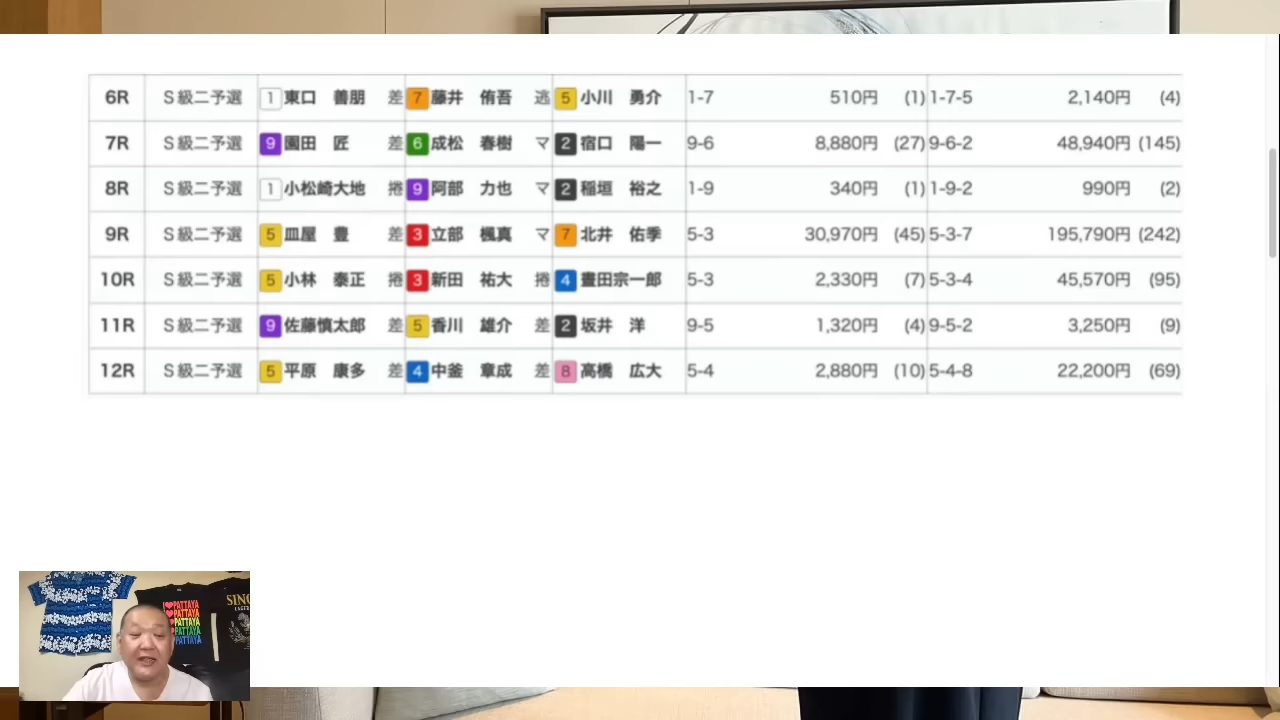 6R S級二予選 1 東口 善朋 差 7 藤井 侑吾 逃 5 小川 勇介 1-7 510円 (1) 1-7-5 2,140円 (4)
7R S級二予選 9 園田 匠 差 6 成松 春樹 マ 2 宿口 陽一 9-6 8,880円 (27) 9-6-2 48,940円 (145)
8R S級二予選 1 小松崎大地 捲 9 阿部 力也 マ 2 稲垣 裕之 1-9 340円 (1) 1-9-2 990円 (2)
9R S級二予選 5 皿屋 豊 差 3 立部 楓真 マ 7 北井 佑季 5-3 30,970円 (45) 5-3-7 195,790円 (242)
10R S級二予選 5 小林 泰正 捲 3 新田 祐大 捲 4 晝田宗一郎 5-3 2,330円 (7) 5-3-4 45,570円 (95)
11R S級二予選 9 佐藤慎太郎 差 5 香川 雄介 差 2 坂井 洋 9-5 1,320円 (4) 9-5-2 3,250円 (9)
12R S級二予選 5 平原 康多 差 4 中釜 章成 差 8 高橋 広大 5-4 2,880円 (10) 5-4-8 22,200円 (69)
PATTAYA
PATTAYA
PATTAYA
PATTAYA
PATTAYA